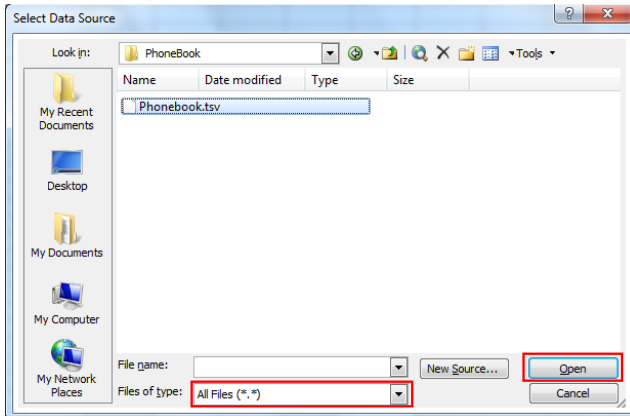 Select Data Source
Look in: PhoneBook Tools
Name Date modified Type Size
Phonebook.tsv
My Recent
Documents
Desktop
My Documents
My Computer
My Network
Places
File name: New Source... Open
Files of type: All Files (*.*) Cancel